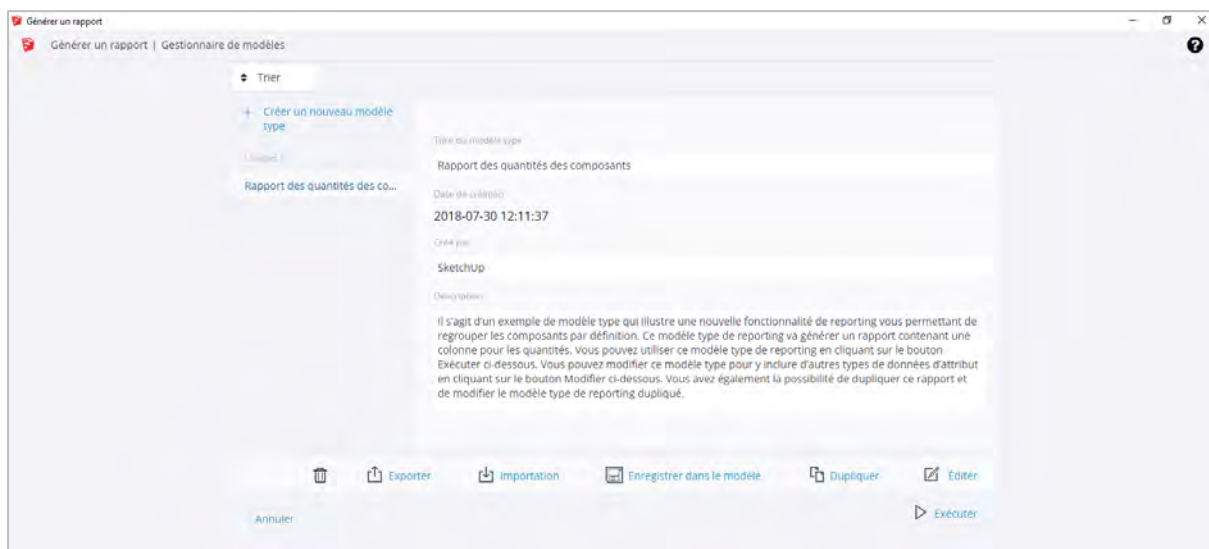 Générer un rapport
Générer un rapport | Gestionnaire de modèles
Trier
+ Créer un nouveau modèle
type
Titre du modèle type
Rapport des quantités des composants
Rapport des quantités des co...
Date de création
2018-07-30 12:11:37
Créé par
SketchUp
Description
Il s'agit d'un exemple de modèle type qui illustre une nouvelle fonctionnalité de reporting vous permettant de
regrouper les composants par définition. Ce modèle type de reporting va générer un rapport contenant une
colonne pour les quantités. Vous pouvez utiliser ce modèle type de reporting en cliquant sur le bouton
Exécuter ci-dessous. Vous pouvez modifier ce modèle type pour y inclure d'autres types de données d'attribut
en cliquant sur le bouton Modifier ci-dessous. Vous avez également la possibilité de dupliquer ce rapport et
de modifier le modèle type de reporting dupliqué.
Exporter
Importation
Enregistrer dans le modèle
Dupliquer
Éditer
Annuler
Exécuter